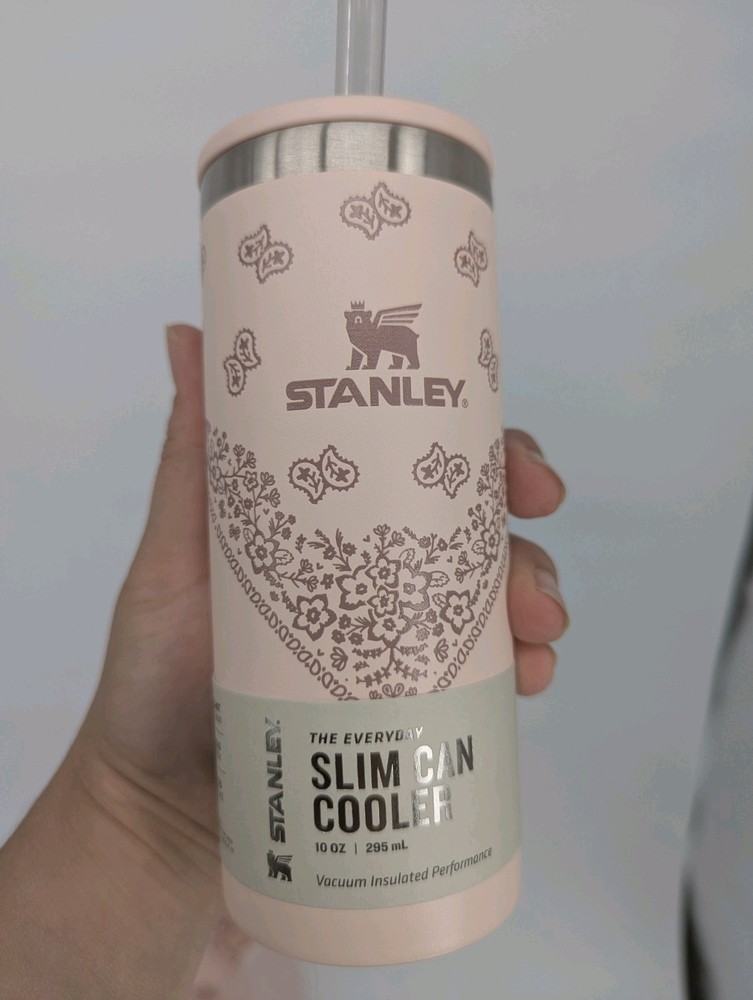 STANLEY®
STANLEY
THE EVERYDAY
SLIM CAN
COOLER
10 OZ | 295 mL
Vacuum Insulated Performance